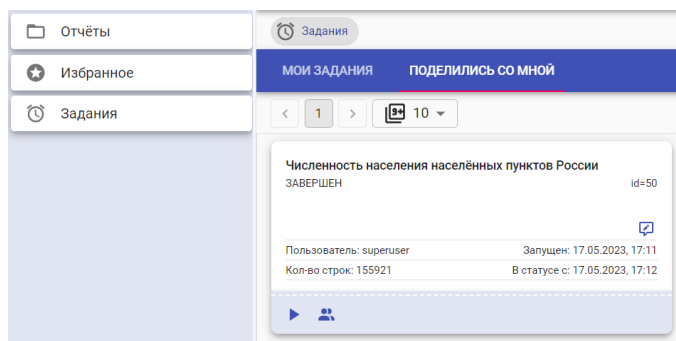 Отчёты
Избранное
Задания
Задания
МОИ ЗАДАНИЯ ПОДЕЛИЛИСЬ СО МНОЙ
1 9+ 10
Численность населения населённых пунктов России
ЗАВЕРШЕН id=50
Пользователь: superuser Запущен: 17.05.2023, 17:11
Кол-во строк: 155921 В статусе с: 17.05.2023, 17:12